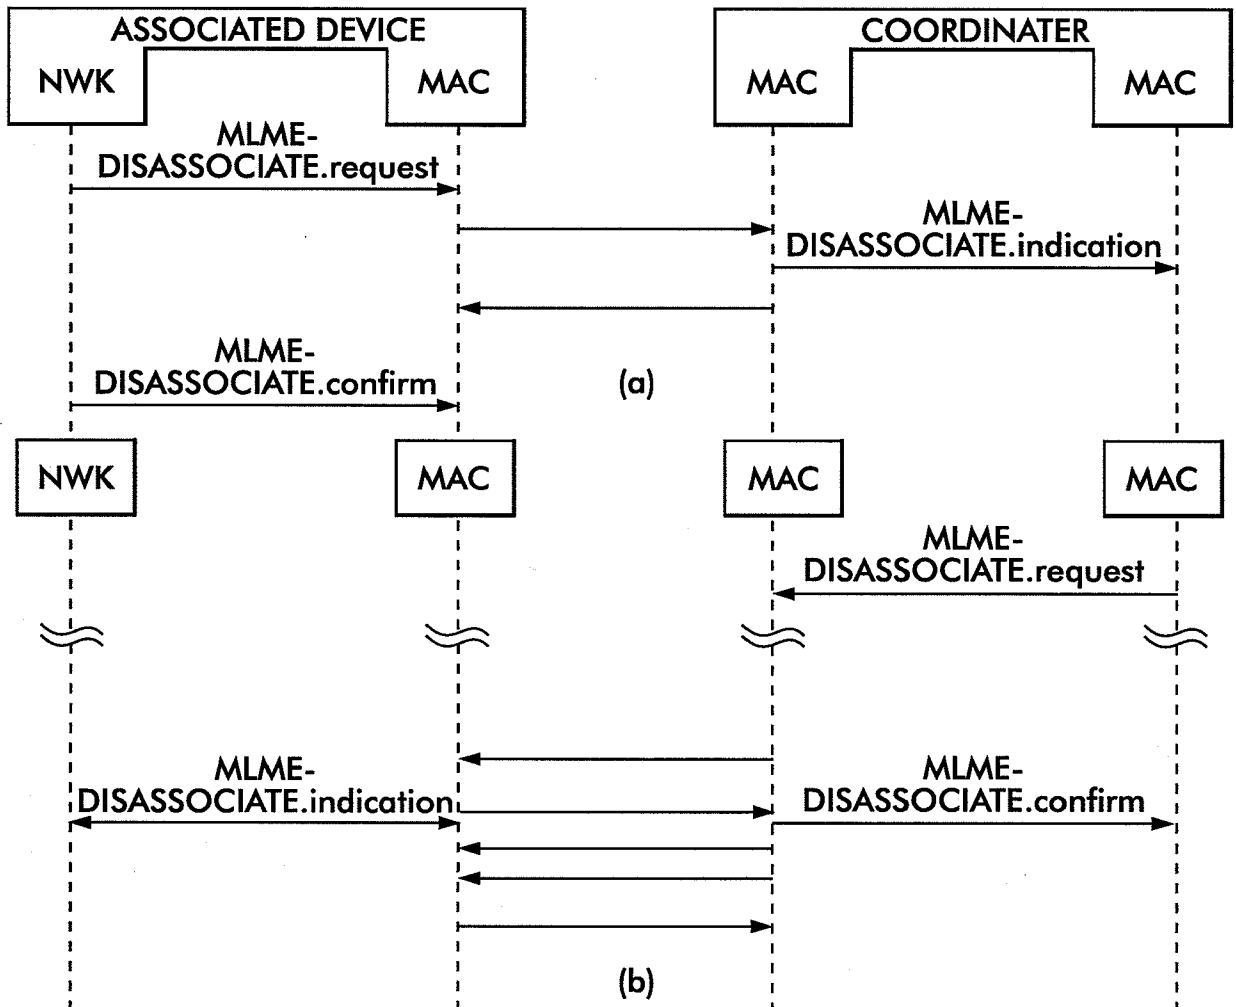 ASSOCIATED DEVICE
COORDINATER
NWK
MAC
MAC
MAC
MLME-
DISASSOCIATE.request
MLME-
DISASSOCIATE.indication
MLME-
DISASSOCIATE.confirm
(a)
NWK
MAC
MAC
MAC
MLME-
DISASSOCIATE.request
MLME-
DISASSOCIATE.indication
MLME-
DISASSOCIATE.confirm
(b)